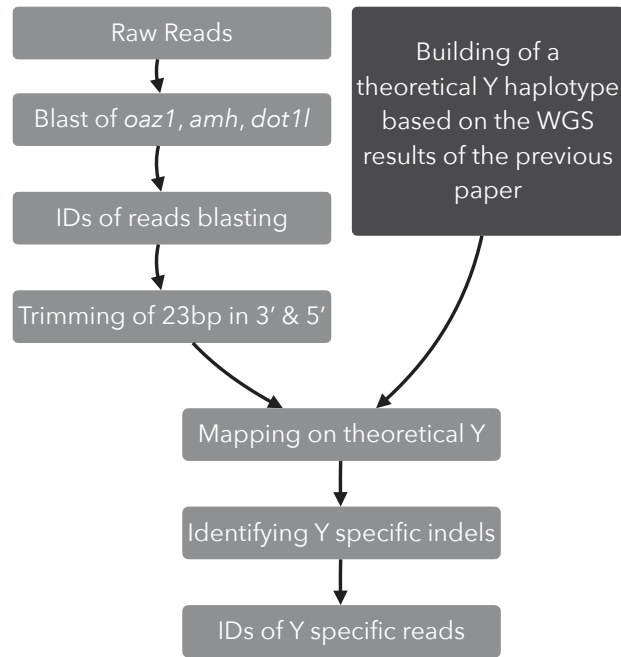 Raw Reads
Blast of oaz1, amh, dot1l
IDs of reads blasting
Trimming of 23bp in 3’ & 5’
Building of a
theoretical Y haplotype
based on the WGS
results of the previous
paper
Mapping on theoretical Y
Identifying Y specific indels
IDs of Y specific reads